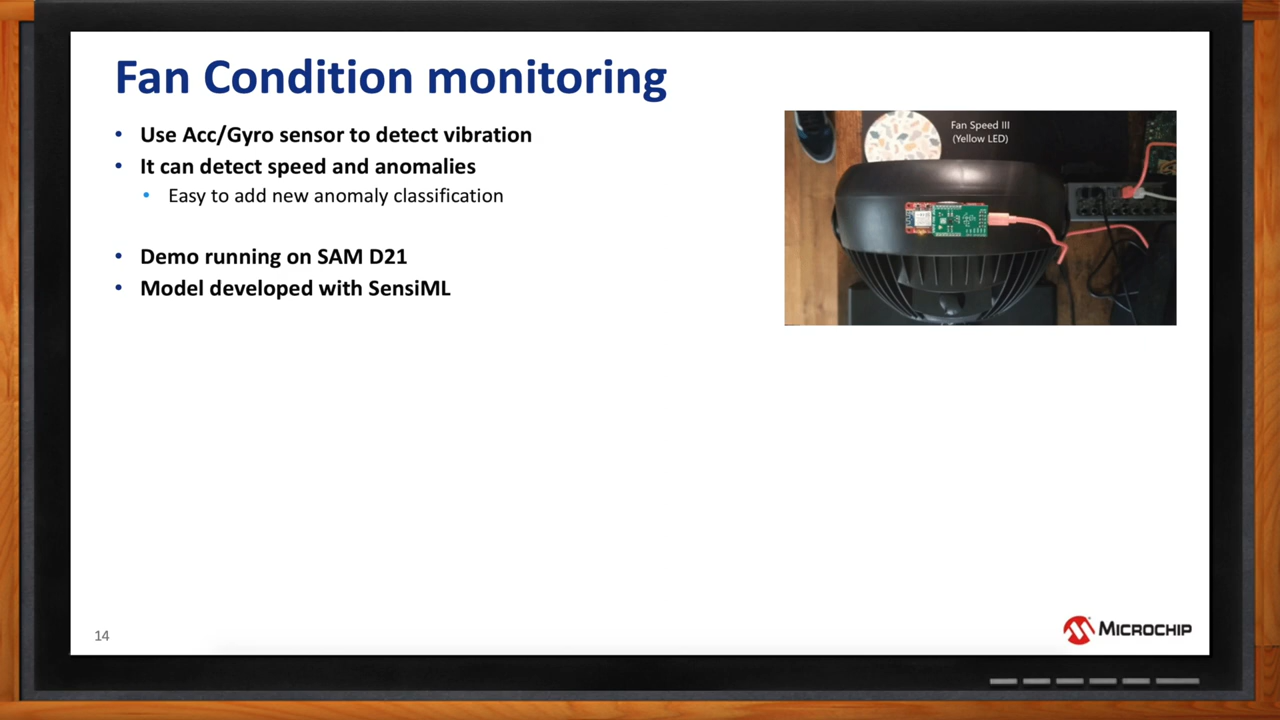 Fan Condition monitoring
• Use Acc/Gyro sensor to detect vibration
• It can detect speed and anomalies
• Easy to add new anomaly classification
• Demo running on SAM D21
• Model developed with SensiML
Fan Speed III
(Yellow LED)
14
MICROCHIP